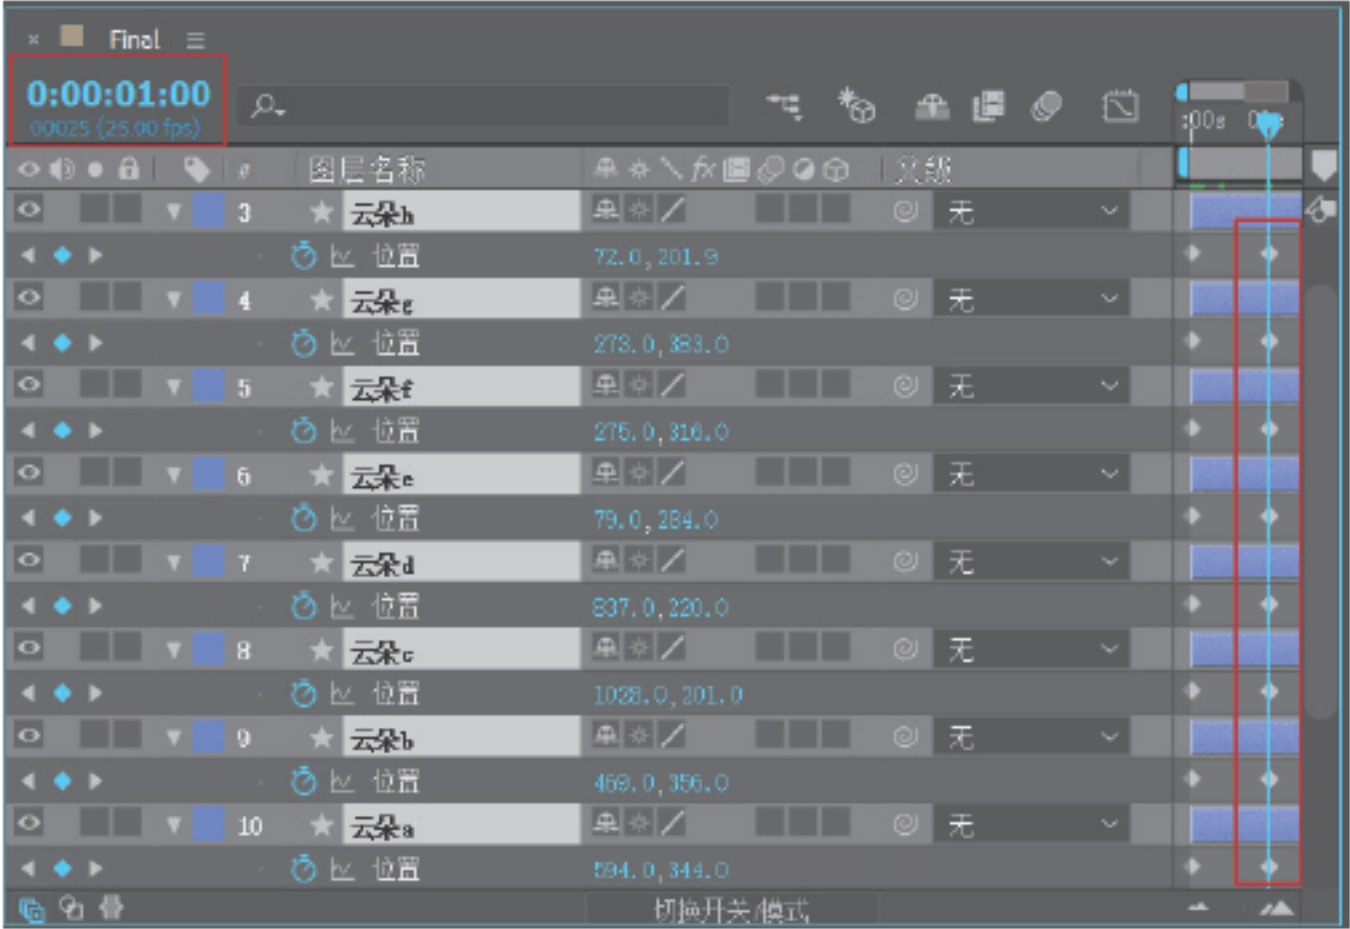 × Final ≡
0:00:01:00
00025 (25.00 fps)
:00s
# 图层名称 fx 父级
3 云朵h 无
位置 72.0,201.9
4 云朵g 无
位置 273.0,383.0
5 云朵f 无
位置 275.0,316.0
6 云朵e 无
位置 79.0,284.0
7 云朵d 无
位置 837.0,220.0
8 云朵c 无
位置 1028.0,201.0
9 云朵b 无
位置 469.0,356.0
10 云朵a 无
位置 594.0,344.0
切换开关/模式